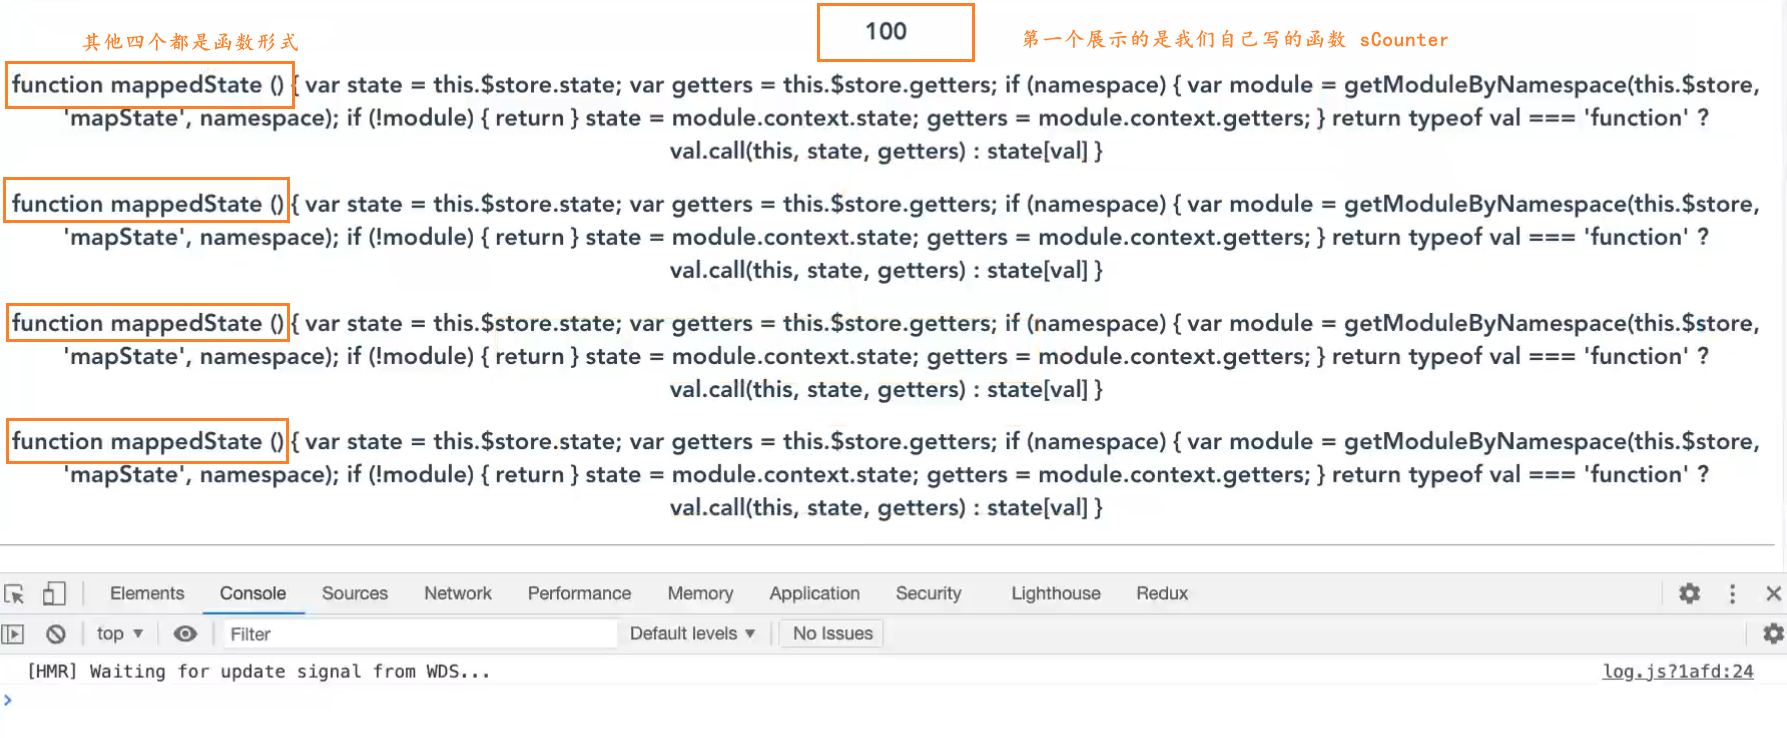 100
其他四个都是函数形式
第一个展示的是我们自己写的函数 sCounter
function mappedState () { var state = this.$store.state; var getters = this.$store.getters; if (namespace) { var module = getModuleByNamespace(this.$store,
'mapState', namespace); if (!module) { return } state = module.context.state; getters = module.context.getters; } return typeof val === 'function' ?
val.call(this, state, getters) : state[val] }
function mappedState () { var state = this.$store.state; var getters = this.$store.getters; if (namespace) { var module = getModuleByNamespace(this.$store,
'mapState', namespace); if (!module) { return } state = module.context.state; getters = module.context.getters; } return typeof val === 'function' ?
val.call(this, state, getters) : state[val] }
function mappedState () { var state = this.$store.state; var getters = this.$store.getters; if (namespace) { var module = getModuleByNamespace(this.$store,
'mapState', namespace); if (!module) { return } state = module.context.state; getters = module.context.getters; } return typeof val === 'function' ?
val.call(this, state, getters) : state[val] }
function mappedState () { var state = this.$store.state; var getters = this.$store.getters; if (namespace) { var module = getModuleByNamespace(this.$store,
'mapState', namespace); if (!module) { return } state = module.context.state; getters = module.context.getters; } return typeof val === 'function' ?
val.call(this, state, getters) : state[val] }
Elements Console Sources Network Performance Memory Application Security Lighthouse Redux
top Filter Default levels No Issues
[HMR] Waiting for update signal from WDS... log.js?1afd:24